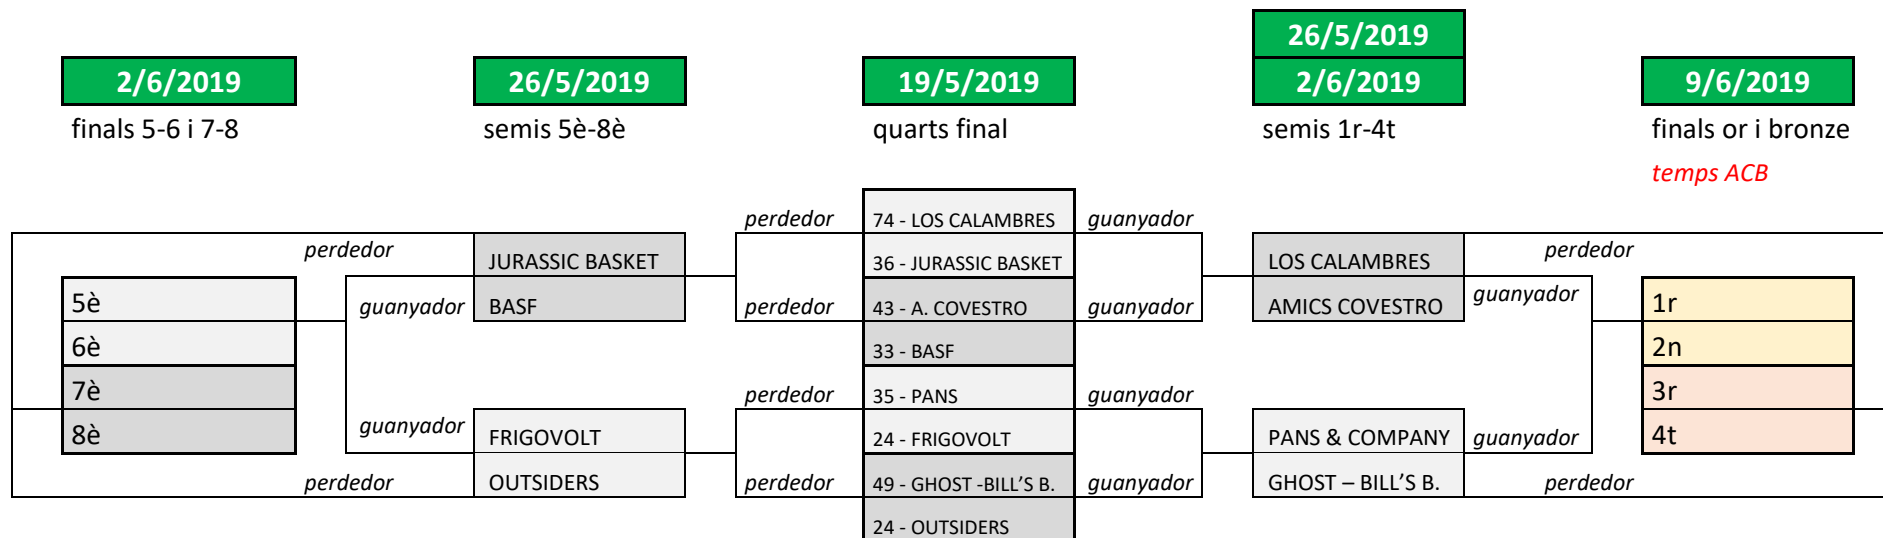 26/5/2019
2/6/2019
26/5/2019
19/5/2019
2/6/2019
9/6/2019
finals 5-6 i 7-8
semis 5è-8è
quarts final
semis 1r-4t
finals or i bronze
temps ACB
perdedor
74 - LOS CALAMBRES
guanyador
perdedor
JURASSIC BASKET
36 - JURASSIC BASKET
LOS CALAMBRES
perdedor
5è
guanyador
BASF
perdedor
43 - A. COVESTRO
guanyador
AMICS COVESTRO
guanyador
1r
6è
33 - BASF
2n
7è
perdedor
35 - PANS
guanyador
3r
8è
guanyador
FRIGOVOLT
24 - FRIGOVOLT
PANS & COMPANY
guanyador
4t
perdedor
OUTSIDERS
perdedor
49 - GHOST -BILL'S B.
guanyador
GHOST – BILL'S B.
perdedor
24 - OUTSIDERS